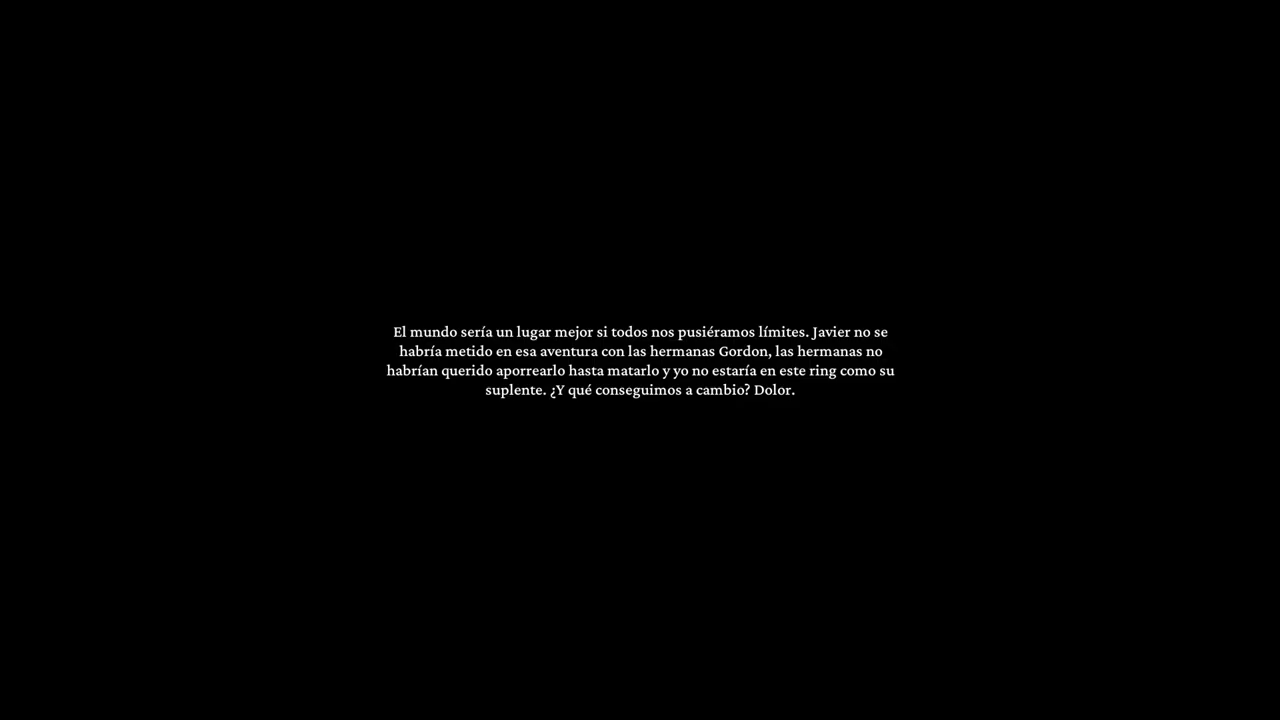 El mundo sería un lugar mejor si todos nos pusiéramos límites. Javier no se
habría metido en esa aventura con las hermanas Gordon, las hermanas no
habrían querido aporrearlo hasta matarlo y yo no estaría en este ring como su
suplente. ¿Y qué conseguimos a cambio? Dolor.